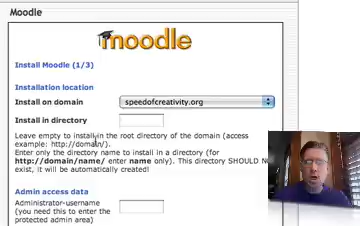 Moodle
moodle
Install Moodle (1/3)
Installation location
Install on domain
speedofcreativity.org
Install in directory
Leave empty to install in the root directory of the domain (access
example: http://domain/).
Enter only the directory name to install in a directory (for
http://domain/name/ enter name only). This directory SHOULD NO
exist, it will be automatically created!
Admin access data
Administrator-username
(you need this to enter the
protected admin area)